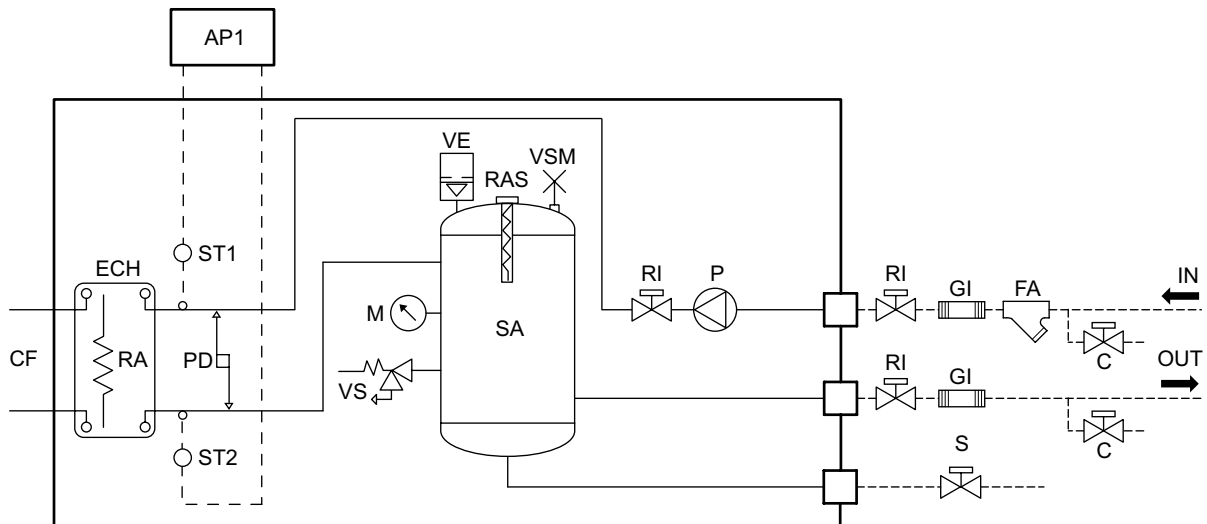 AP1
VE
VSM
RAS
ST1
ECH
RI
P
RI
GI
FA
IN
M
SA
CF
RA
PD
C
RI
GI
OUT
VS
C
ST2
S